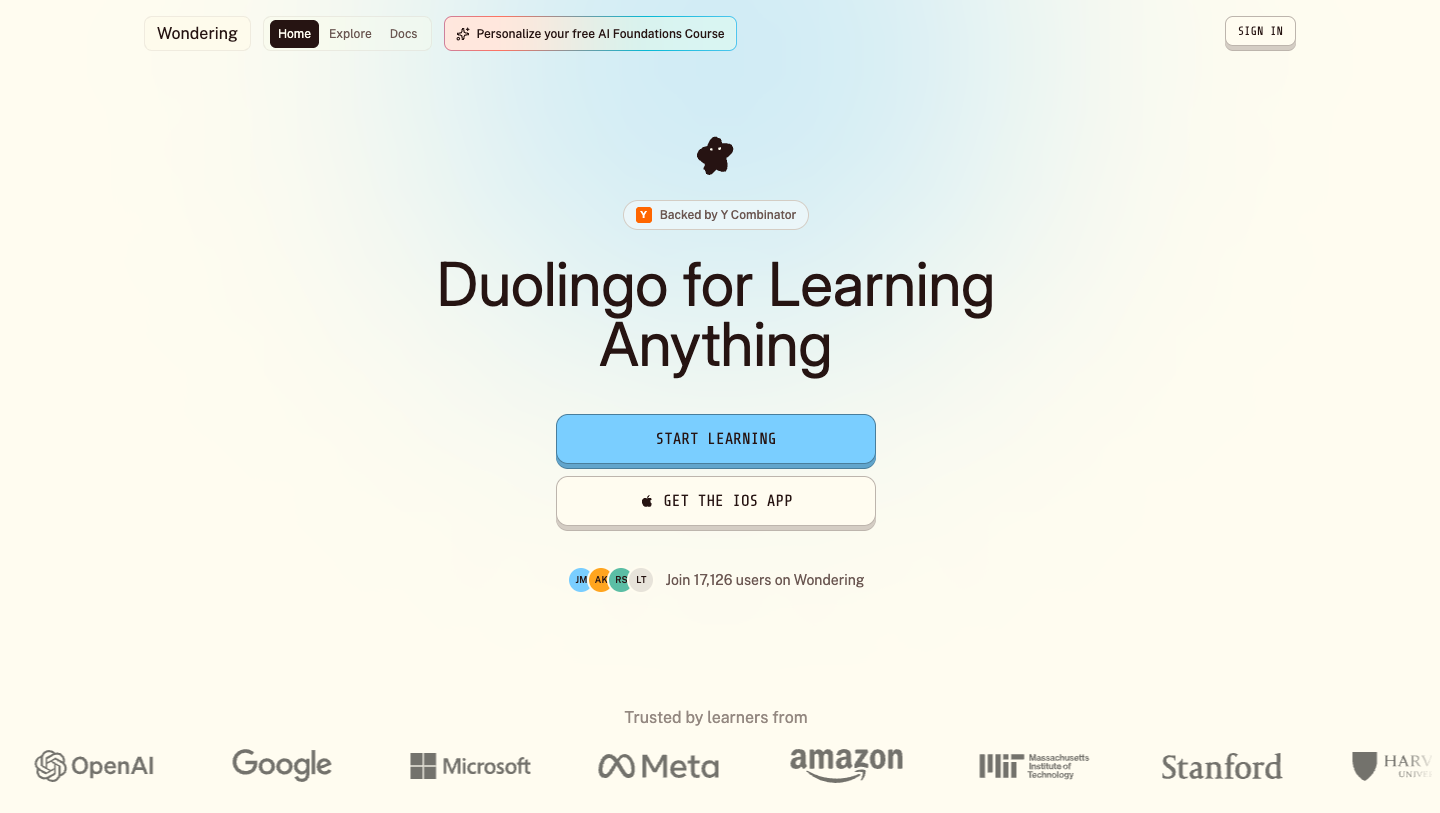 Wondering
Home
Explore
Docs
Personalize your free AI Foundations Course
SIGN IN
Y
Backed by Y Combinator
Duolingo for Learning
Anything
START LEARNING
GET THE IOS APP
JM
AK
RS
LT
Join 17,126 users on Wondering
Trusted by learners from
OpenAI
Google
Microsoft
Meta
amazon
Massachusetts
Institute of
Technology
Stanford